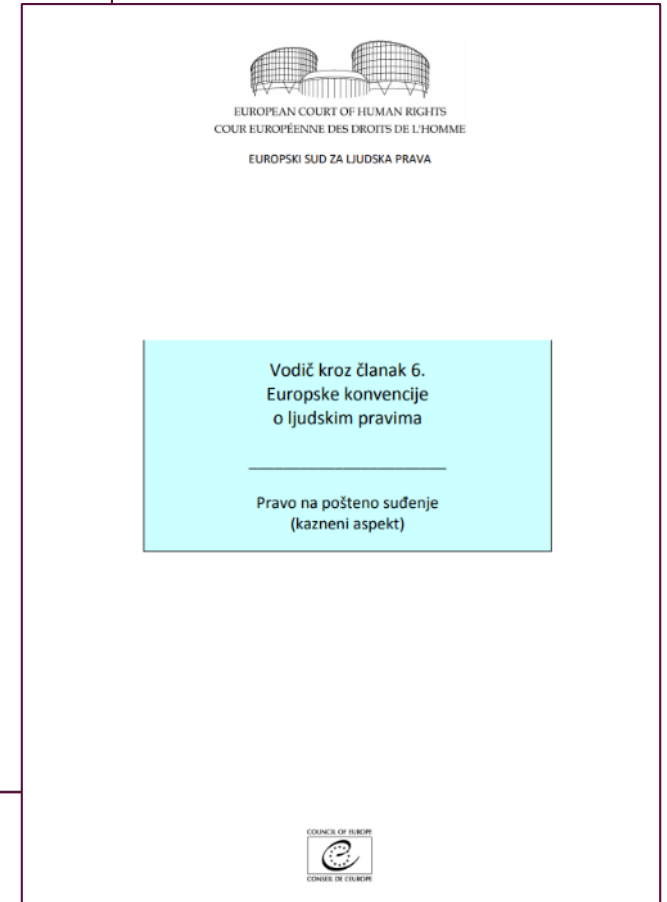 EUROPEAN COURT OF HUMAN RIGHTS
COUR EUROPÉENNE DES DROITS DE L'HOMME
EUROPSKI SUD ZA LJUDSKA PRAVA
Vodič kroz članak 6.
Europske konvencije
o ljudskim pravima
Pravo na pošteno suđenje
(kazneni aspekt)
COUNCIL OF EUROPE
CONSEIL DE L'EUROPE